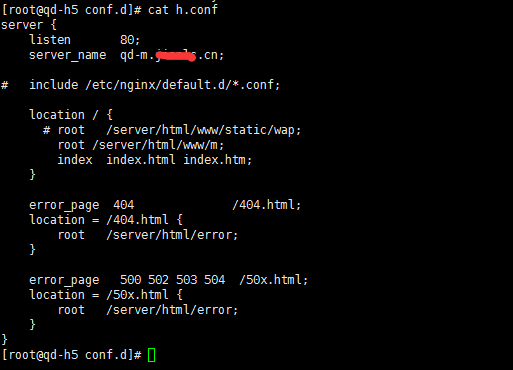 [root@qd-h5 conf.d]# cat h.conf
server {
    listen       80;
    server_name  qd-m..cn;

#   include /etc/nginx/default.d/*.conf;

    location / {
      # root   /server/html/www/static/wap;
        root /server/html/www/m;
        index  index.html index.htm;
    }

    error_page  404              /404.html;
    location = /404.html {
        root   /server/html/error;
    }

    error_page   500 502 503 504  /50x.html;
    location = /50x.html {
        root   /server/html/error;
    }
}
[root@qd-h5 conf.d]#